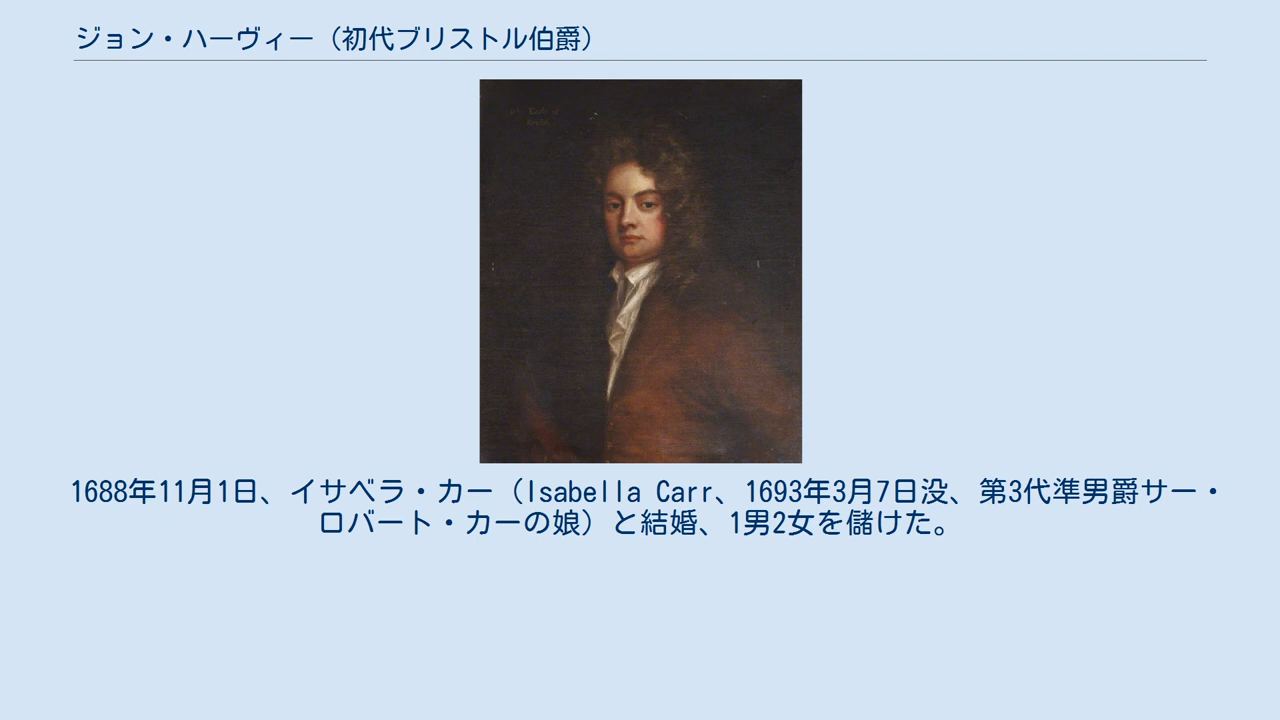 ジョン・ハーヴィー（初代ブリストル伯爵）
1688年11月1日、イサベラ・カー（Isabella Carr、1693年3月7日没、第3代準男爵サー・
ロバート・カーの娘）と結婚、1男2女を儲けた。